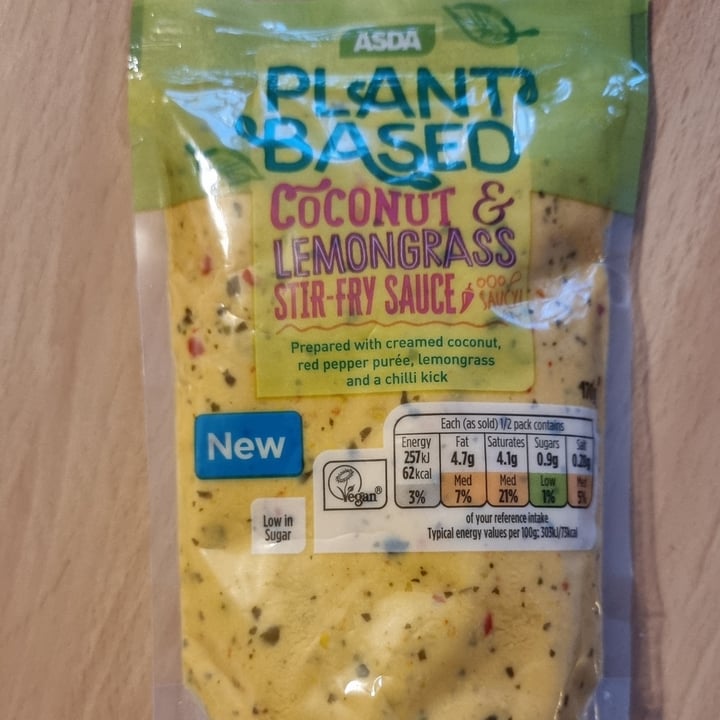 ASDA
PLANT
BASED
COCONUT &
LEMONGRASS
STIR-FRY SAUCE
SAUCY!
Prepared with creamed coconut,
red pepper purée, lemongrass
and a chilli kick
New
Each (as sold) 1/2 pack contains
Energy Fat Saturates Sugars Salt
257kJ 4.7g 4.1g 0.9g
62kcal
Med Med Low Med
3% 7% 21% 1% 5%
of your reference intake
Typical energy values per 100g: 303kJ/73kcal
Vegan®
Low in
Sugar